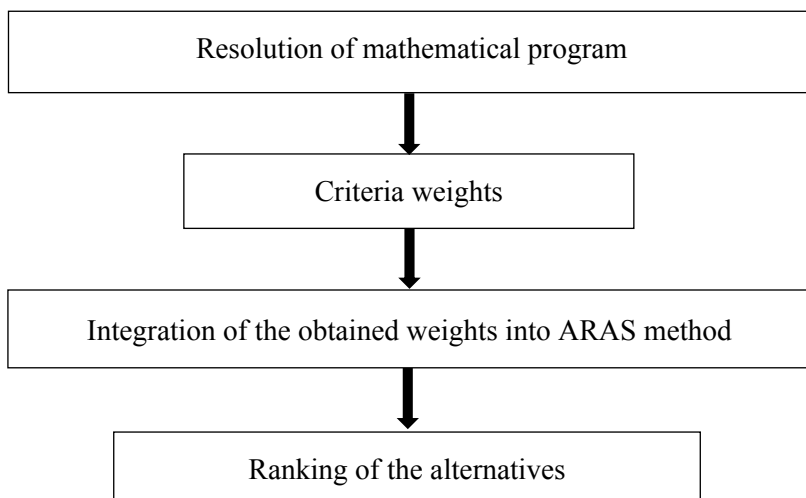 Resolution of mathematical program
Criteria weights
Integration of the obtained weights into ARAS method
Ranking of the alternatives